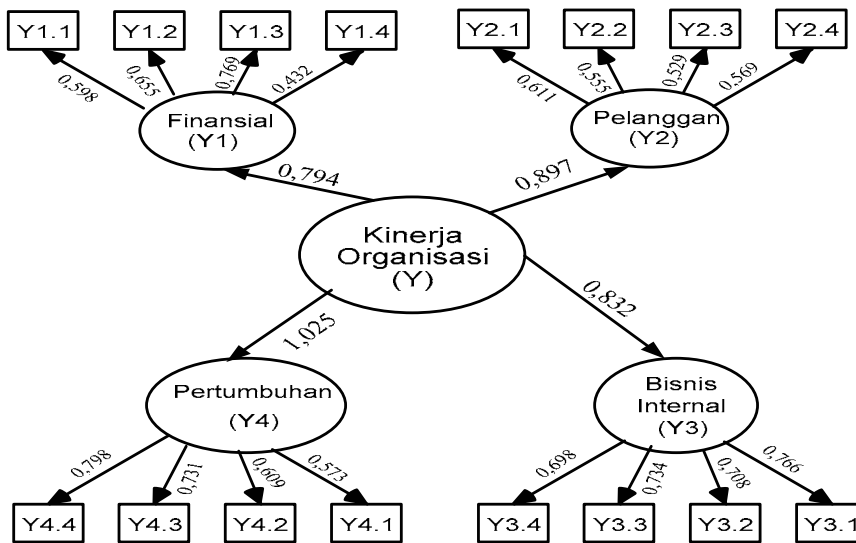 Y1.1 Y1.2 Y1.3 Y1.4 Y2.1 Y2.2 Y2.3 Y2.4
0,598 0,655 0,769 0,432 0,611 0,555 0,529 0,569
Finansial
(Y1)
Pelanggan
(Y2)
0,794 0,897
Kinerja
Organisasi
(Y)
1,025 0,832
Pertumbuhan
(Y4)
Bisnis
Internal
(Y3)
0,798 0,731 0,609 0,573 0,698 0,734 0,708 0,766
Y4.4 Y4.3 Y4.2 Y4.1 Y3.4 Y3.3 Y3.2 Y3.1